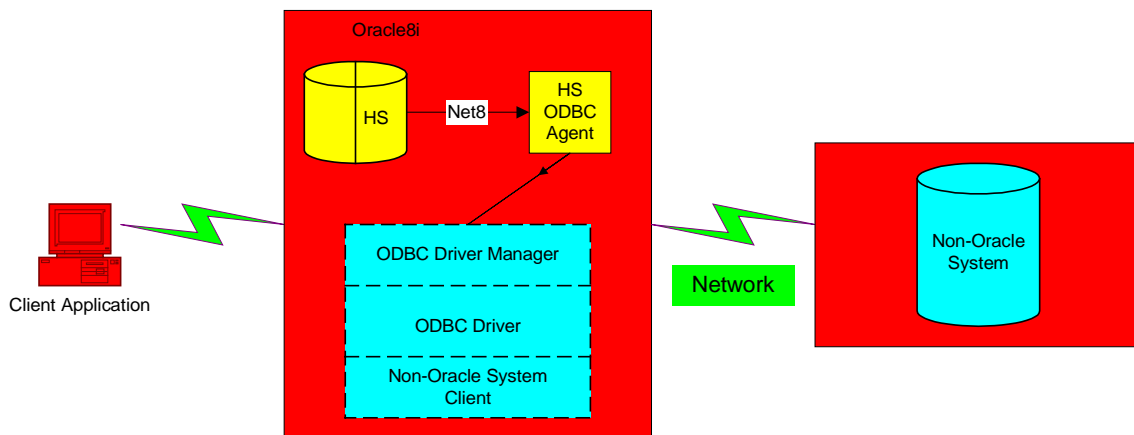 Oracle8i
HS
Net8
HS
ODBC
Agent
Client Application
ODBC Driver Manager
ODBC Driver
Non-Oracle System
Client
Network
Non-Oracle
System